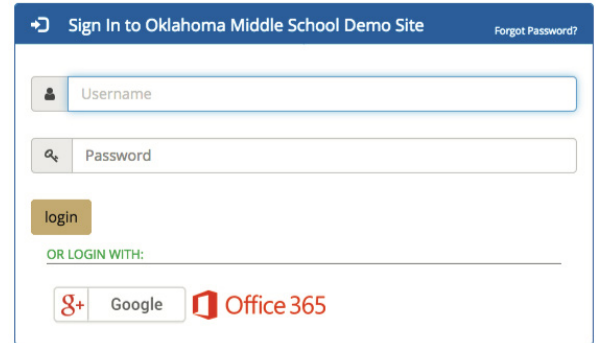 Sign In to Oklahoma Middle School Demo Site Forgot Password?
Username
Password
login
OR LOGIN WITH:
g+ Google Office 365